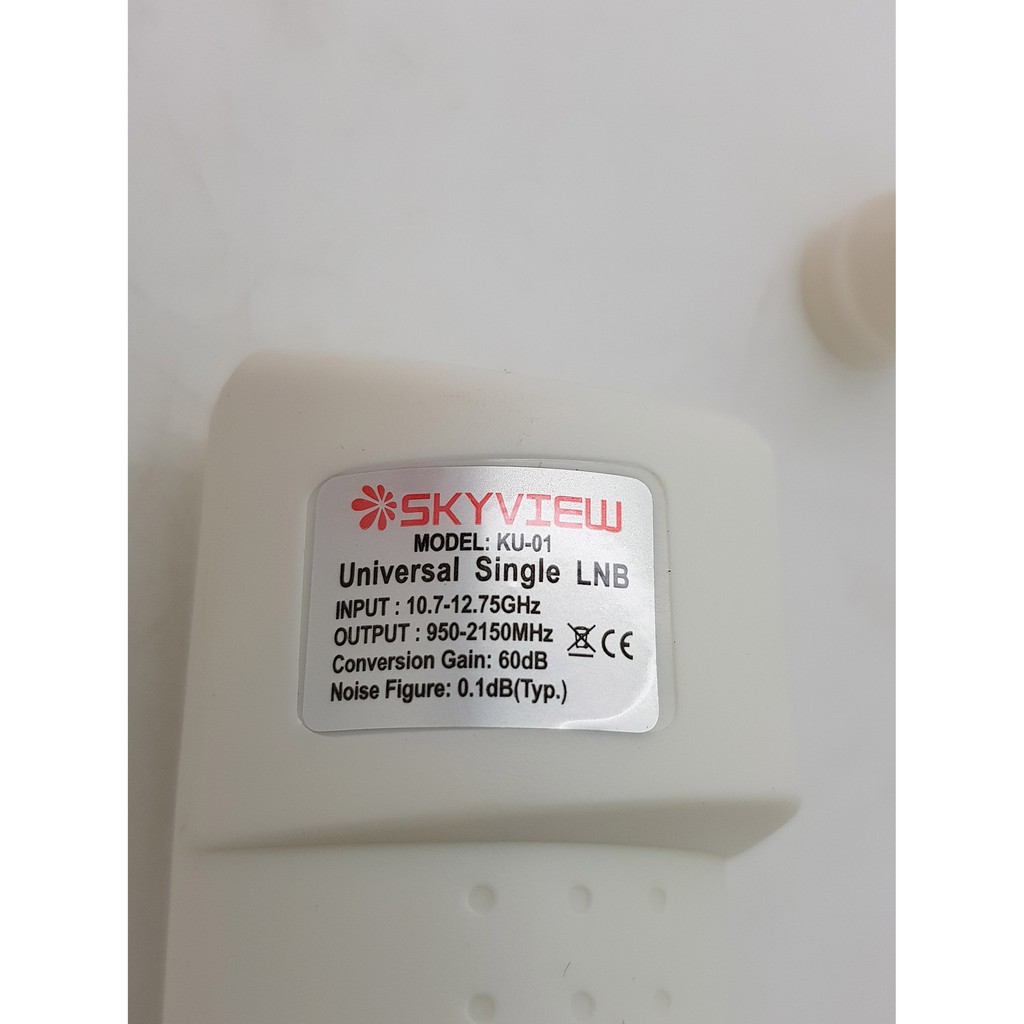 SKYVIEW
MODEL: KU-01
Universal Single LNB
INPUT : 10.7-12.75GHz
OUTPUT : 950-2150MHz CE
Conversion Gain: 60dB
Noise Figure: 0.1dB(Typ.)